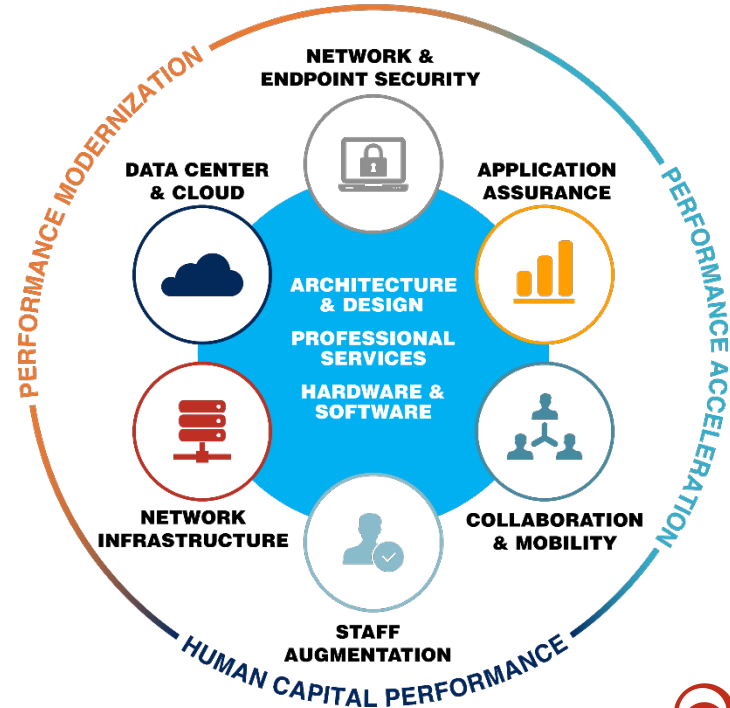 NETWORK &
ENDPOINT SECURITY
DATA CENTER
& CLOUD
APPLICATION
ASSURANCE
ARCHITECTURE
& DESIGN
PROFESSIONAL
SERVICES
HARDWARE &
SOFTWARE
NETWORK
INFRASTRUCTURE
COLLABORATION
& MOBILITY
STAFF
AUGMENTATION
PERFORMANCE MODERNIZATION
PERFORMANCE ACCELERATION
HUMAN CAPITAL PERFORMANCE